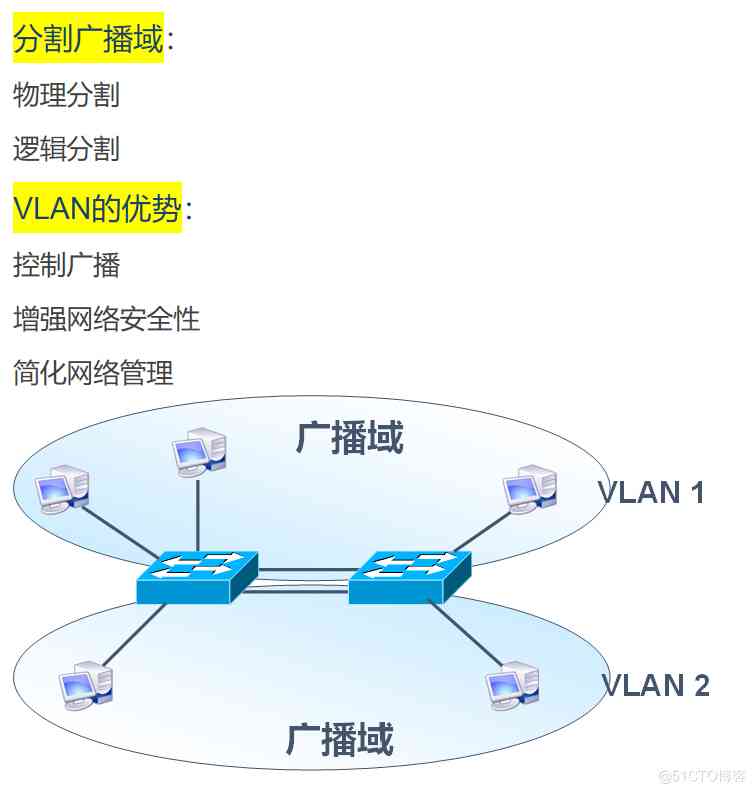 分割广播域：
物理分割
逻辑分割
VLAN的优势：
控制广播
增强网络安全性
简化网络管理
广播域
VLAN 1
VLAN 2
广播域
@51CTO博客